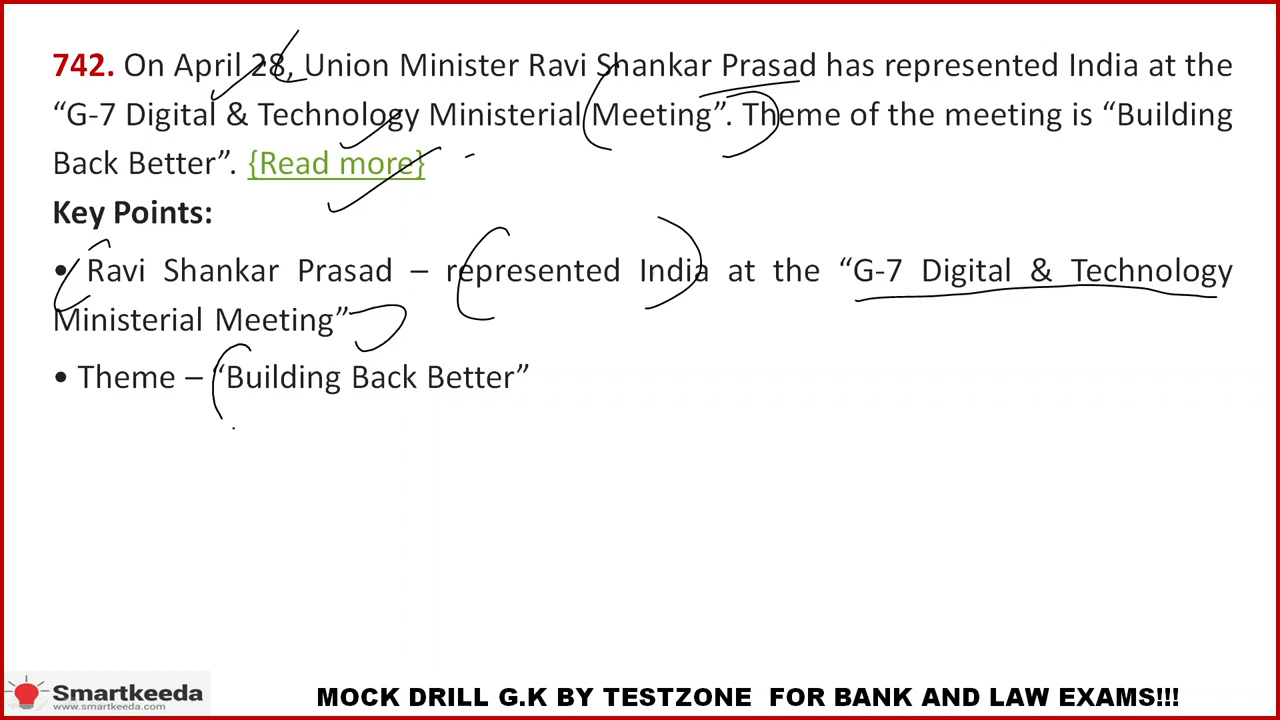 742. On April 28, Union Minister Ravi Shankar Prasad has represented India at the
“G-7 Digital & Technology Ministerial Meeting”. Theme of the meeting is “Building
Back Better”. {Read more}
Key Points:
• Ravi Shankar Prasad – represented India at the “G-7 Digital & Technology
Ministerial Meeting”
• Theme – “Building Back Better”
Smartkeeda
www.smartkeeda.com
MOCK DRILL G.K BY TESTZONE FOR BANK AND LAW EXAMS!!!